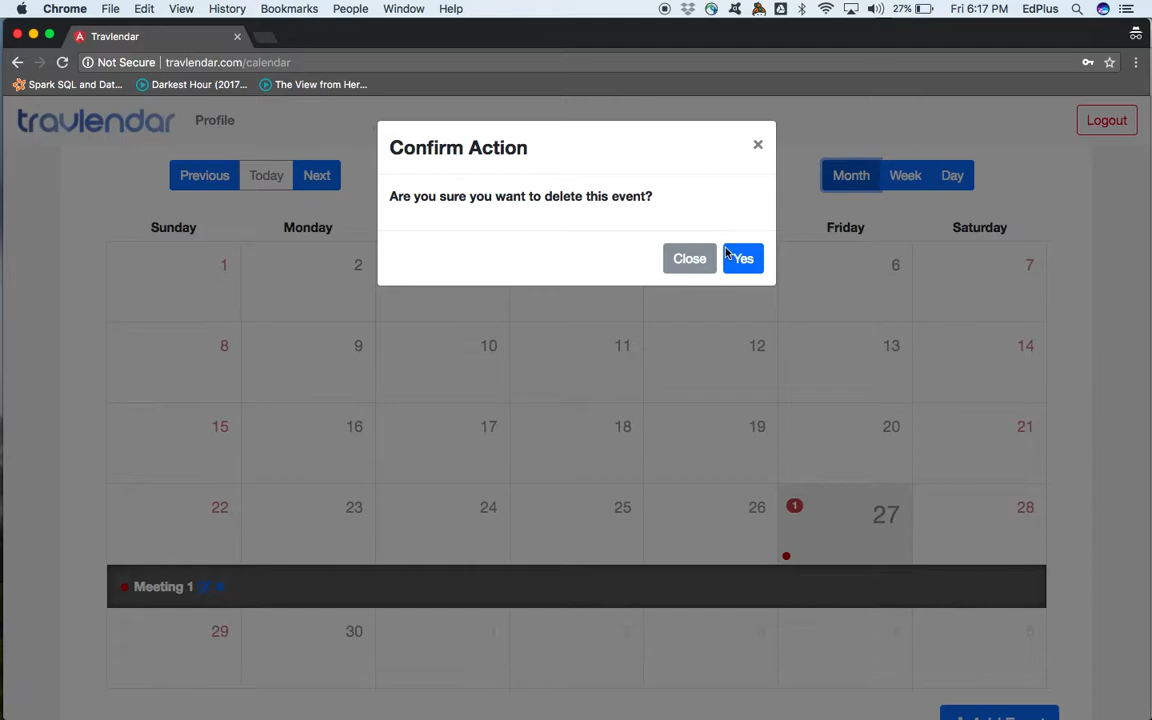 Chrome File Edit View History Bookmarks People Window Help 27% Fri 6:17 PM EdPlus
Travlendar
Not Secure | travlendar.com/calendar
Spark SQL and Dat... Darkest Hour (2017... The View from Her...
travlendar Profile Logout
Confirm Action ×
Are you sure you want to delete this event?
Close Yes
Previous Today Next Month Week Day
Sunday Monday Friday Saturday
1 2 6 7
8 9 10 11 12 13 14
15 16 17 18 19 20 21
22 23 24 25 26 1 27 28
Meeting 1
29 30